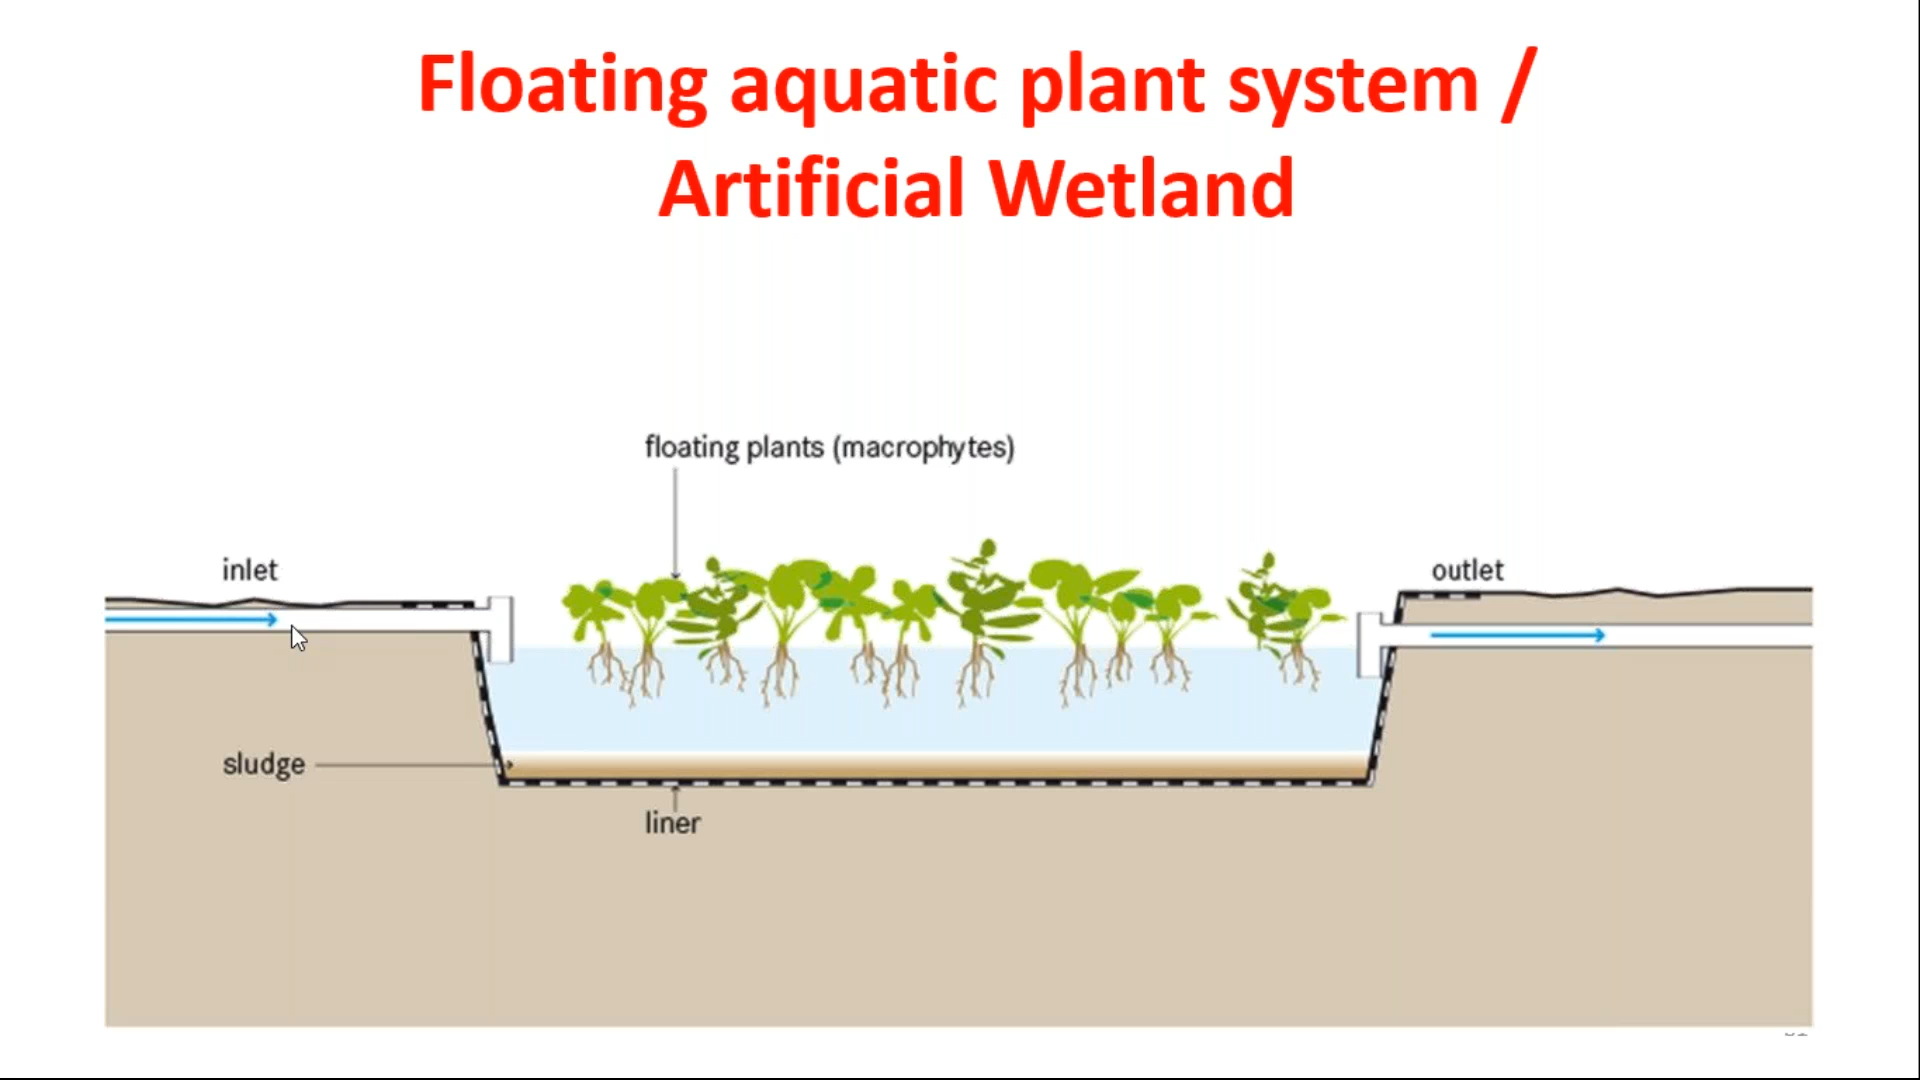 Floating aquatic plant system /
Artificial Wetland
floating plants (macrophytes)
inlet
outlet
sludge
liner